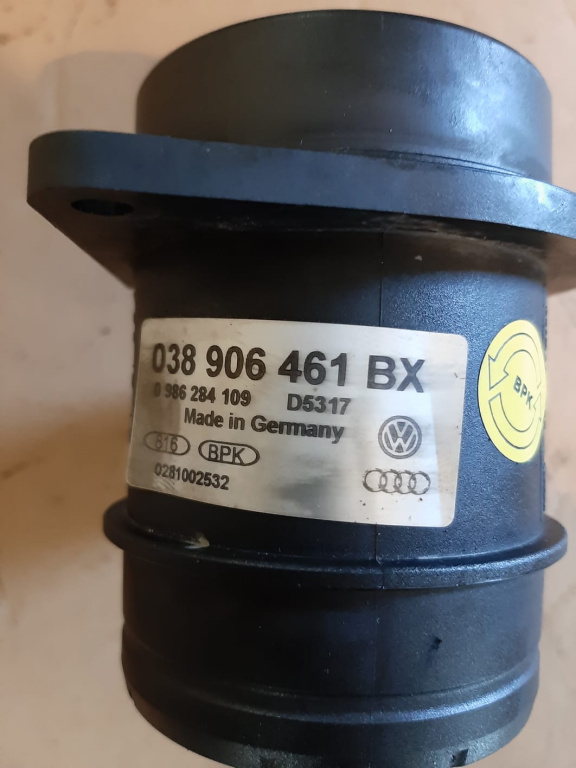 038 906 461 BX
0 986 284 109 D5317
Made in Germany
616 BPK
0281002532
BPK